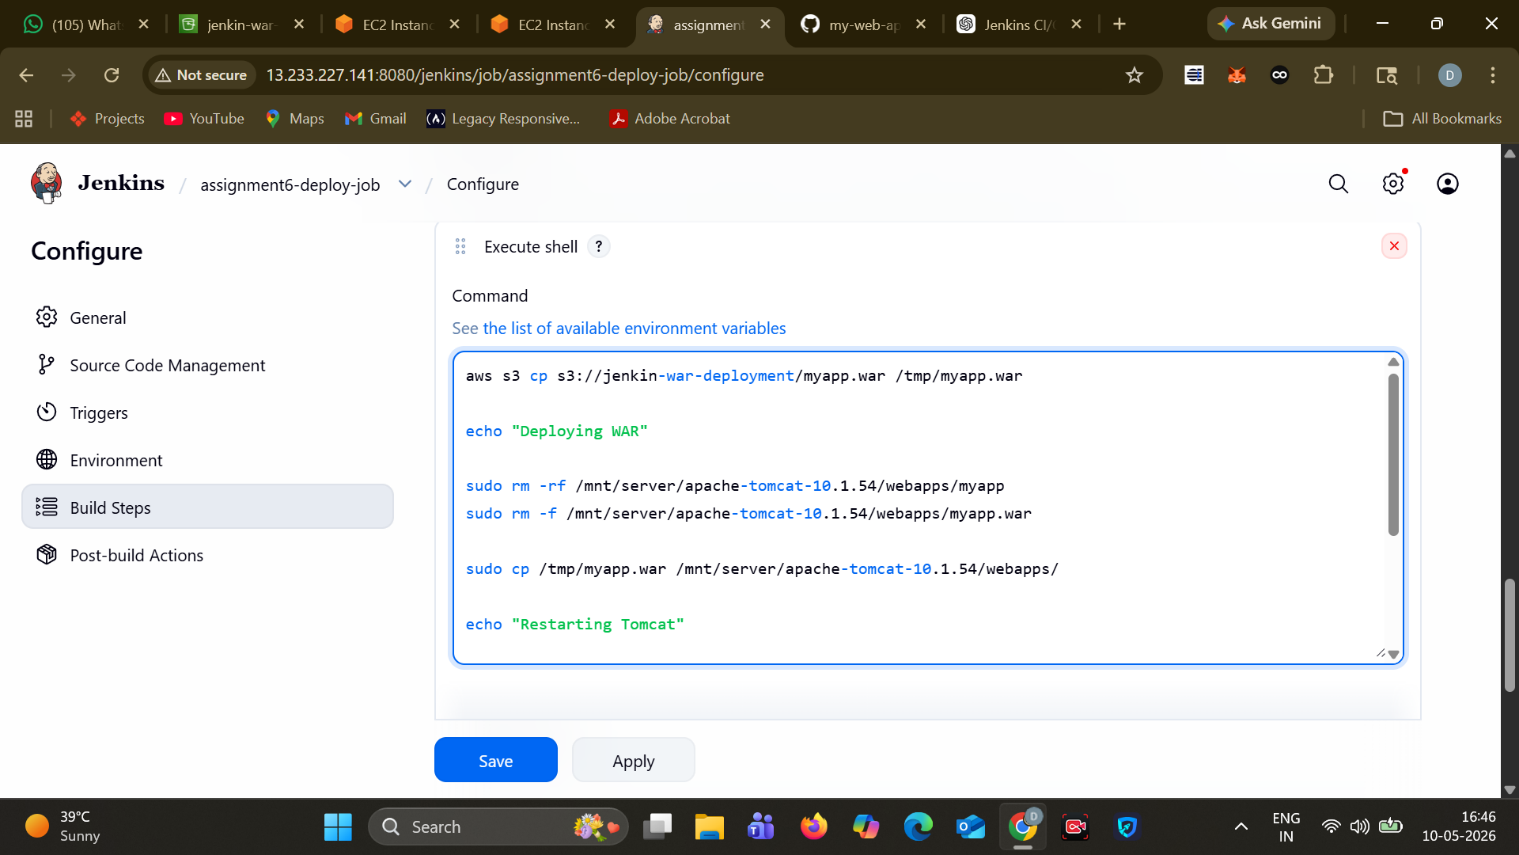 (105) What
jenkin-war-
EC2 Instanc
EC2 Instanc
assignment
my-web-ap
Jenkins CI/
Ask Gemini
Not secure
13.233.227.141:8080/jenkins/job/assignment6-deploy-job/configure
D
Projects
YouTube
Maps
Gmail
Legacy Responsive...
Adobe Acrobat
All Bookmarks
Jenkins / assignment6-deploy-job / Configure
Configure
General
Source Code Management
Triggers
Environment
Build Steps
Post-build Actions
Execute shell ?
Command
See the list of available environment variables
aws s3 cp s3://jenkin-war-deployment/myapp.war /tmp/myapp.war
echo "Deploying WAR"
sudo rm -rf /mnt/server/apache-tomcat-10.1.54/webapps/myapp
sudo rm -f /mnt/server/apache-tomcat-10.1.54/webapps/myapp.war
sudo cp /tmp/myapp.war /mnt/server/apache-tomcat-10.1.54/webapps/
echo "Restarting Tomcat"
Save
Apply
39°C
Sunny
Search
D
ENG
IN
16:46
10-05-2026